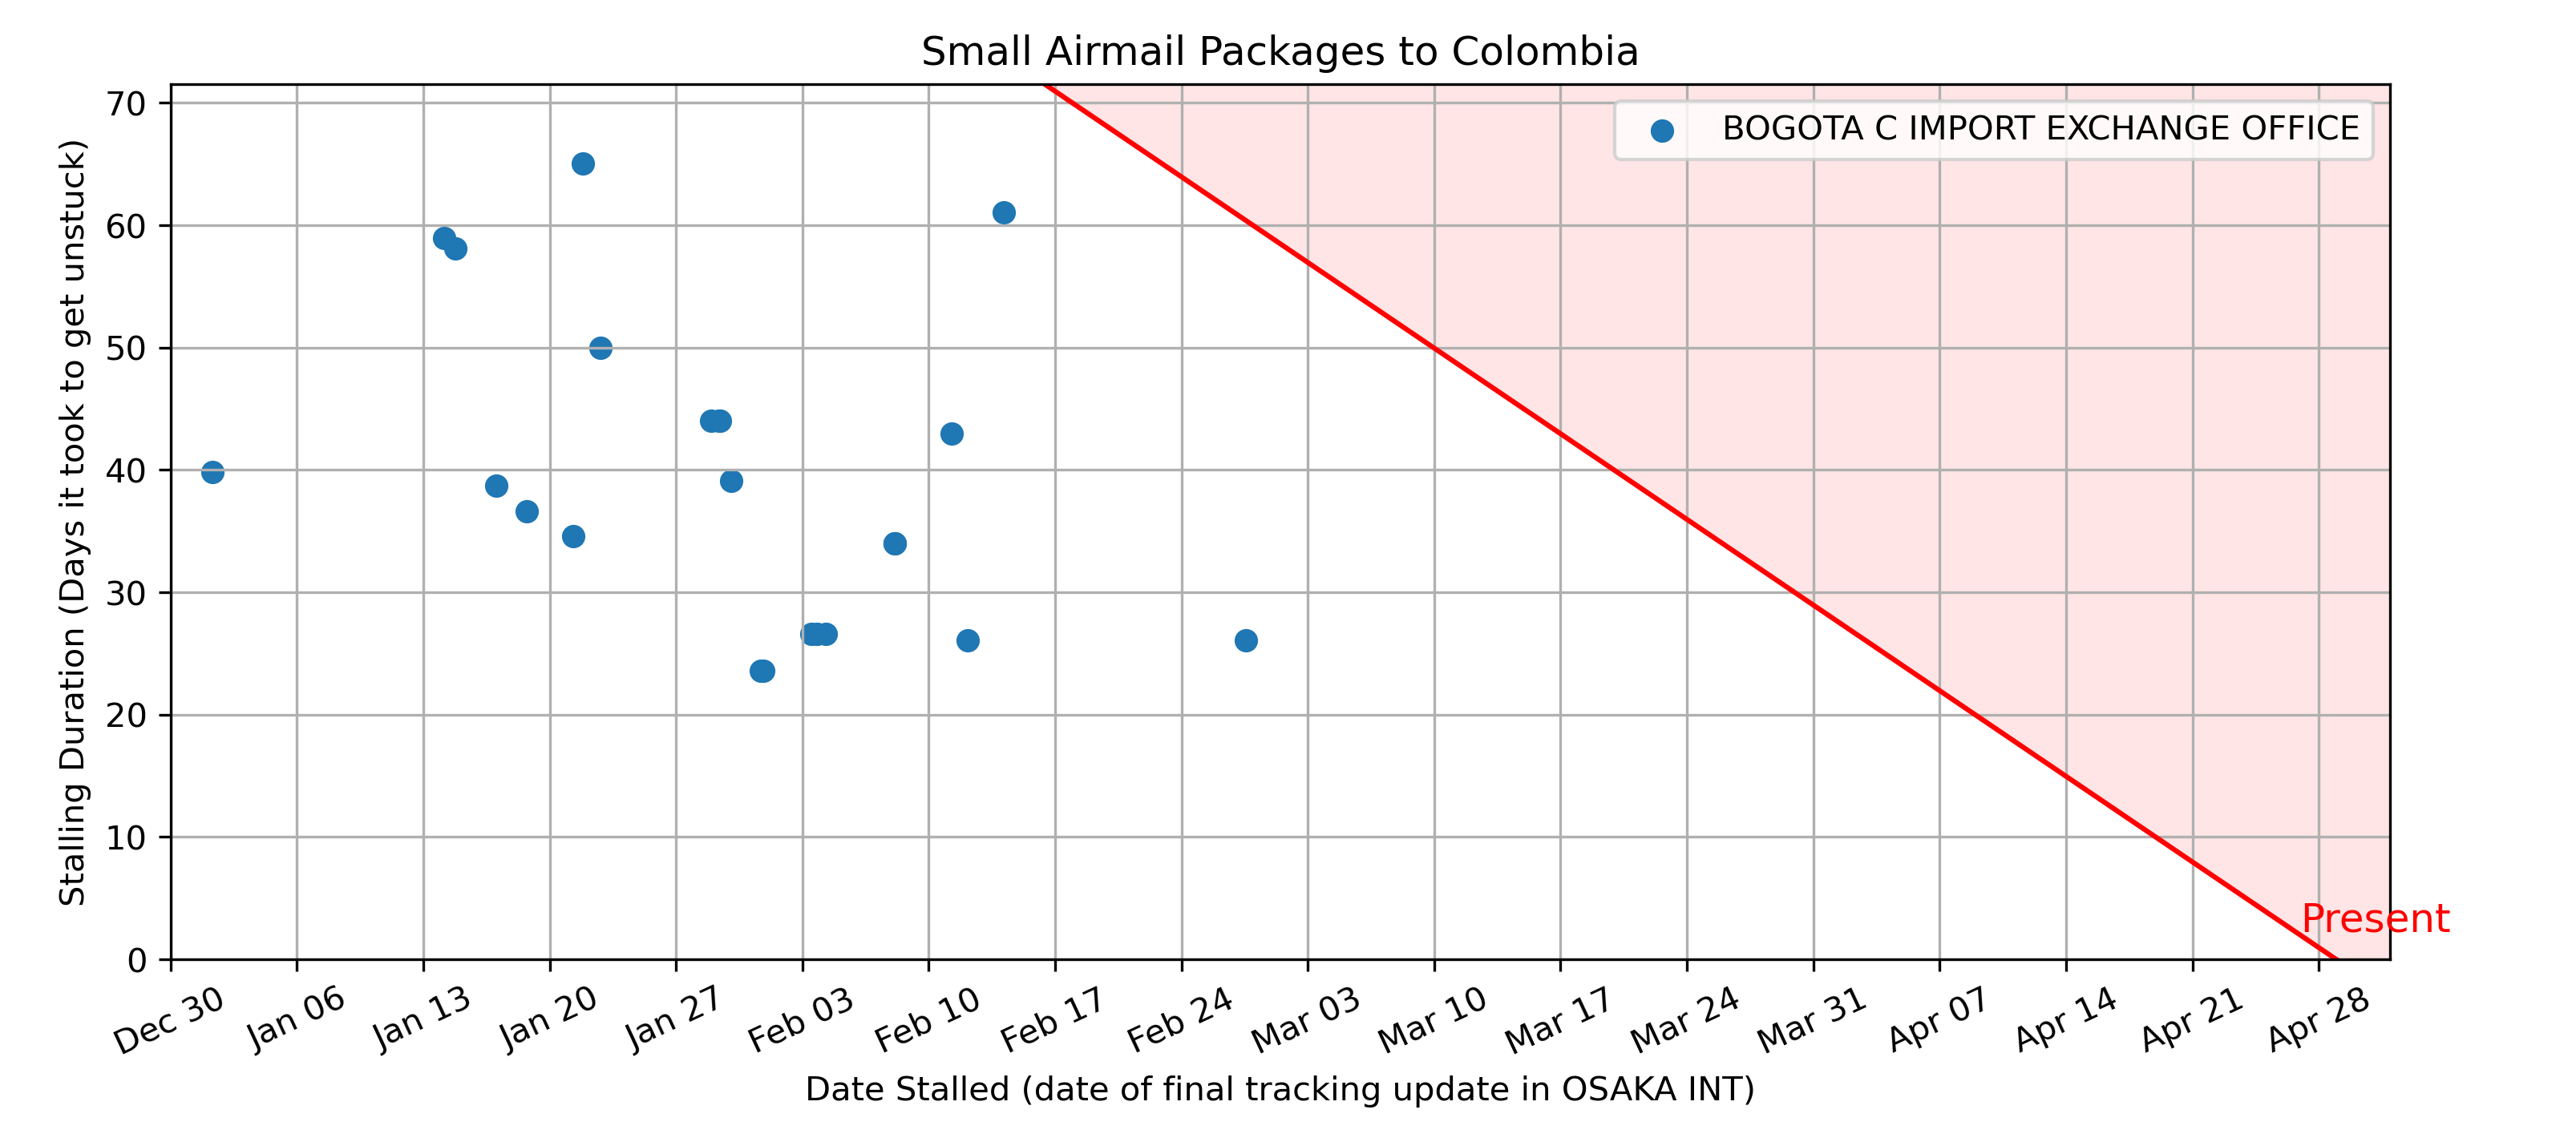 Small Airmail Packages to Colombia
BOGOTA C IMPORT EXCHANGE OFFICE
Stalling Duration (Days it took to get unstuck)
70
60
50
40
30
20
10
0
Present
Dec 30
Jan 06
Jan 13
Jan 20
Jan 27
Feb 03
Feb 10
Feb 17
Feb 24
Mar 03
Mar 10
Mar 17
Mar 24
Mar 31
Apr 07
Apr 14
Apr 21
Apr 28
Date Stalled (date of final tracking update in OSAKA INT)